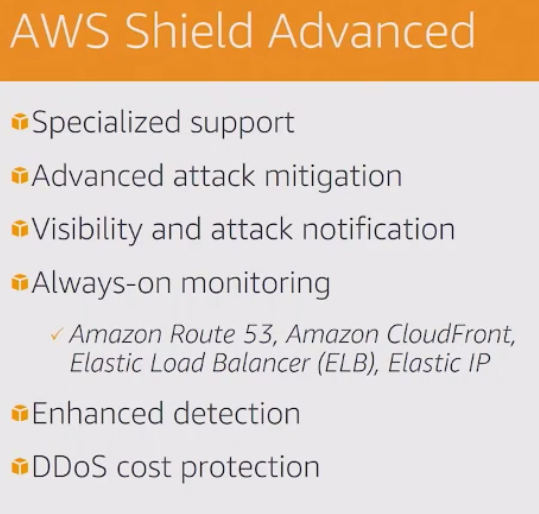 AWS Shield Advanced
Specialized support
Advanced attack mitigation
Visibility and attack notification
Always-on monitoring
✓ Amazon Route 53, Amazon CloudFront,
Elastic Load Balancer (ELB), Elastic IP
Enhanced detection
DDoS cost protection